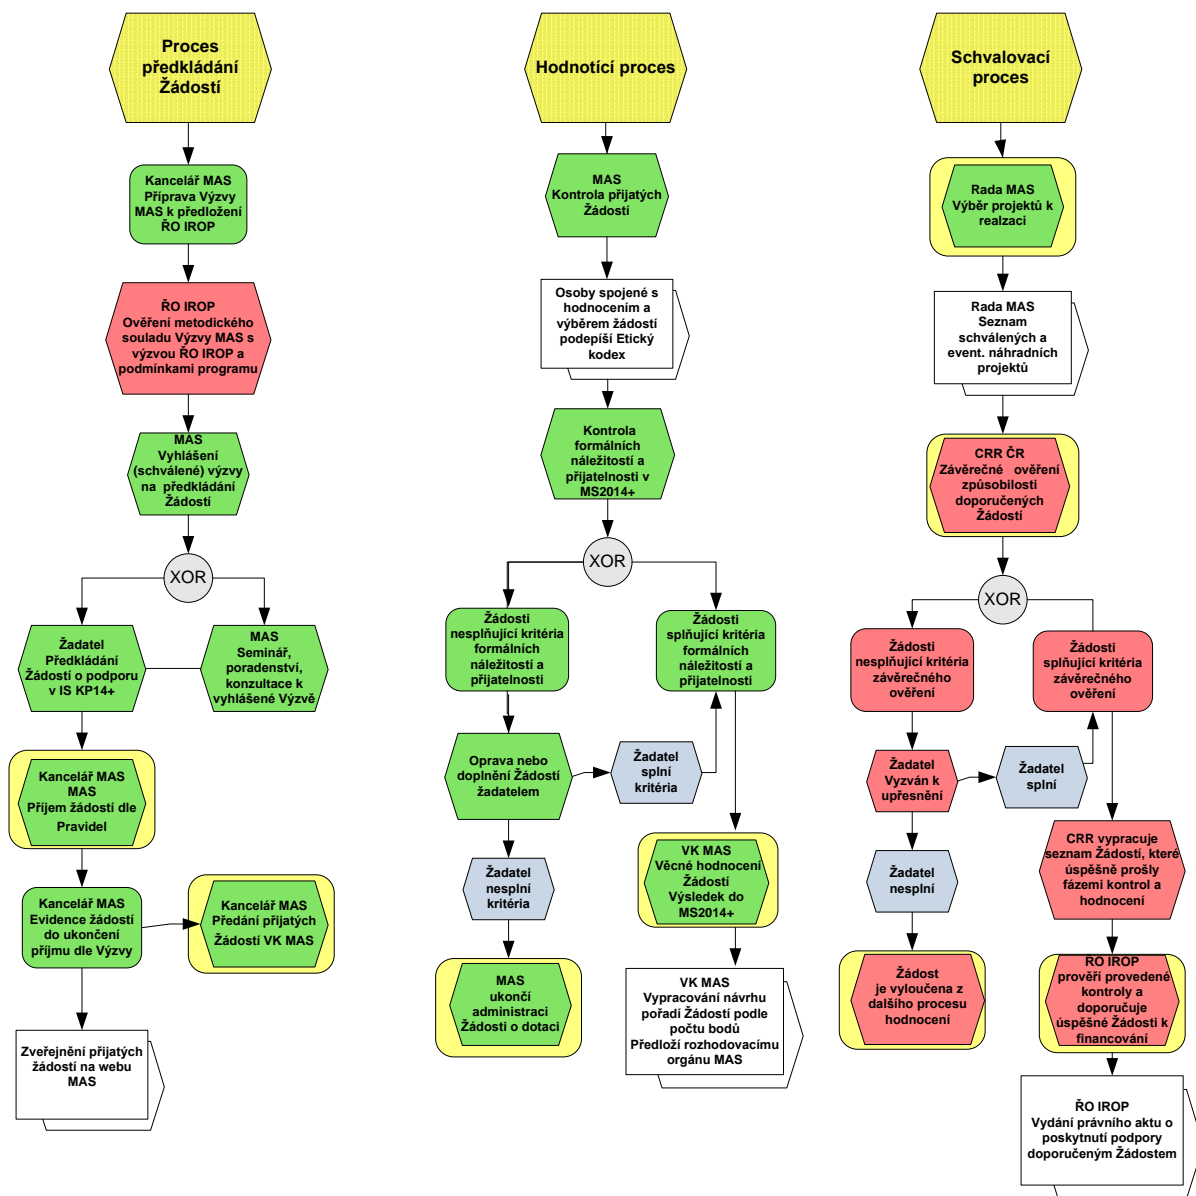 Proces
předkládání
Žádostí
Kancelář MAS
Příprava Výzvy
MAS k předložení
ŘO IROP
ŘO IROP
Ověření metodického
souladu Výzvy MAS s
výzvou ŘO IROP a
podmínkami programu
MAS
Vyhlášení
(schválené) výzvy
na předkládání
Žádostí
XOR
Žadatel
Předkládání
Žádostí o podporu
v IS KP14+
MAS
Seminář,
poradenství,
konzultace k
vyhlášené Výzvě
Kancelář MAS
MAS
Příjem žádostí dle
Pravidel
Kancelář MAS
Evidence žádostí
do ukončení
příjmu dle Výzvy
Kancelář MAS
Předání přijatých
Žádostí VK MAS
Zveřejnění přijatých
žádostí na webu
MAS
Hodnotící proces
MAS
Kontrola přijatých
Žádostí
Osoby spojené s
hodnocením a
výběrem žádostí
podepíší Etický
kodex
Kontrola
formálních
náležitostí a
přijatelnosti v
MS2014+
XOR
Žádosti
nesplňující kritéria
formálních
náležitostí a
přijatelnosti
Žádosti
splňující kritéria
formálních
náležitostí a
přijatelnosti
Oprava nebo
doplnění Žádostí
žadatelem
Žadatel
splní
kritéria
Žadatel
nesplní
kritéria
VK MAS
Věcné hodnocení
Žádostí
Výsledek do
MS2014+
MAS
ukončí
administraci
Žádosti o dotaci
VK MAS
Vypracování návrhu
pořadí Žádostí podle
počtu bodů
Předloží rozhodovacímu
orgánu MAS
Schvalovací
proces
Rada MAS
Výběr projektů k
realzaci
Rada MAS
Seznam
schválených a
event. náhradních
projektů
CRR ČR
Závěrečné ověření
způsobilosti
doporučených
Žádostí
XOR
Žádosti
nesplňující kritéria
závěrečného
ověření
Žádosti
splňující kritéria
závěrečného
ověření
Žadatel
Vyzván k
upřesnění
Žadatel
splní
Žadatel
nesplní
CRR vypracuje
seznam Žádostí, které
úspěšně prošly
fázemi kontrol a
hodnocení
Žádost
je vyloučena z
dalšího procesu
hodnocení
ŘO IROP
prověří provedené
kontroly a
doporučuje
úspěšné Žádosti k
financování
ŘO IROP
Vydání právního aktu o
poskytnutí podpory
doporučeným Žádostem